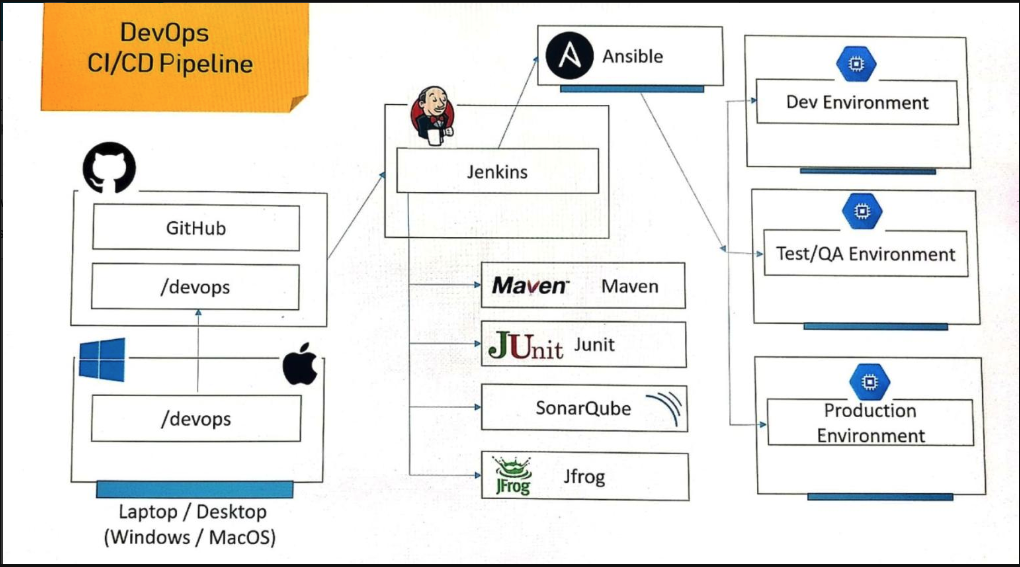 DevOps
CI/CD Pipeline
GitHub
/devops
/devops
Laptop / Desktop
(Windows / MacOS)
Jenkins
Ansible
Maven Maven
JUnit Junit
SonarQube
JFrog Jfrog
Dev Environment
Test/QA Environment
Production
Environment